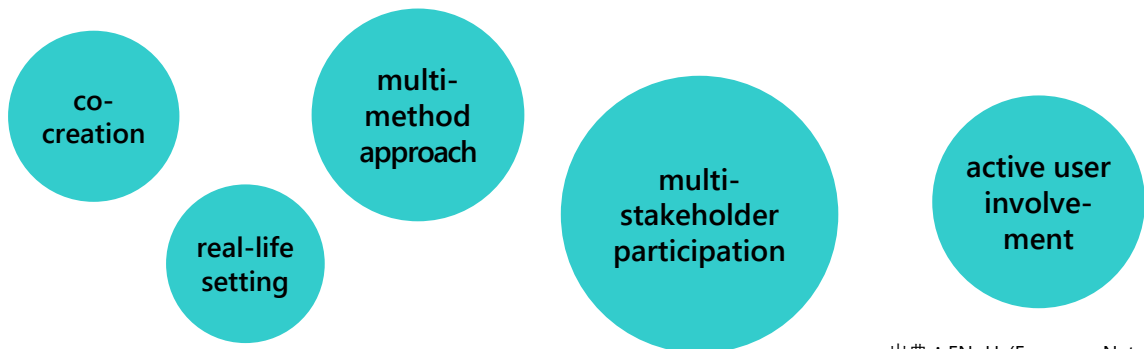 co-
creation
real-life
setting
multi-
method
approach
multi-
stakeholder
participation
active user
involve-
ment